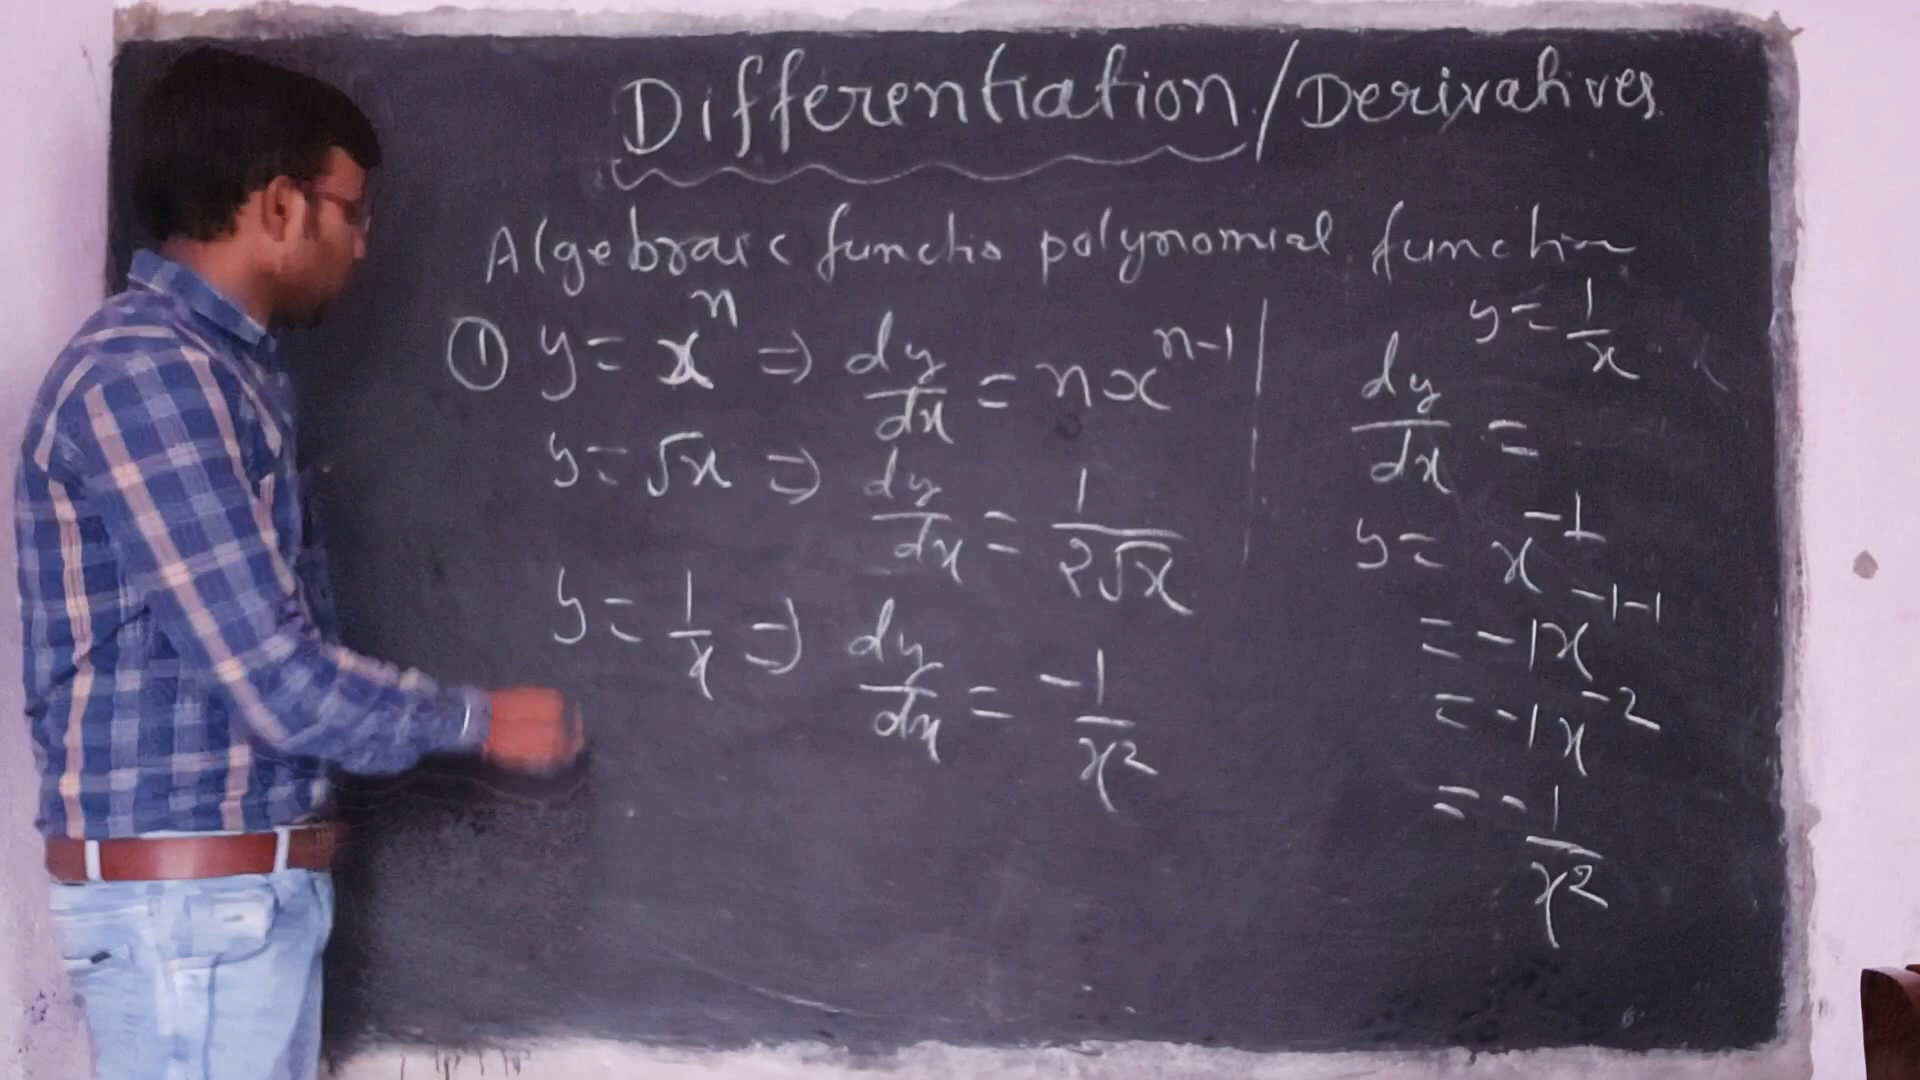 Differentiation/Derivatives
Algebraic functio polynomial function
① y = x^n ⇒ dy/dx = nx^(n-1)
y = √x ⇒ dy/dx = 1/(2√x)
y = 1/x ⇒ dy/dx = -1/x²
y = 1/x
dy/dx =
y = x^(-1)
= -1x^(-1-1)
= -1x^(-2)
= -1/x²